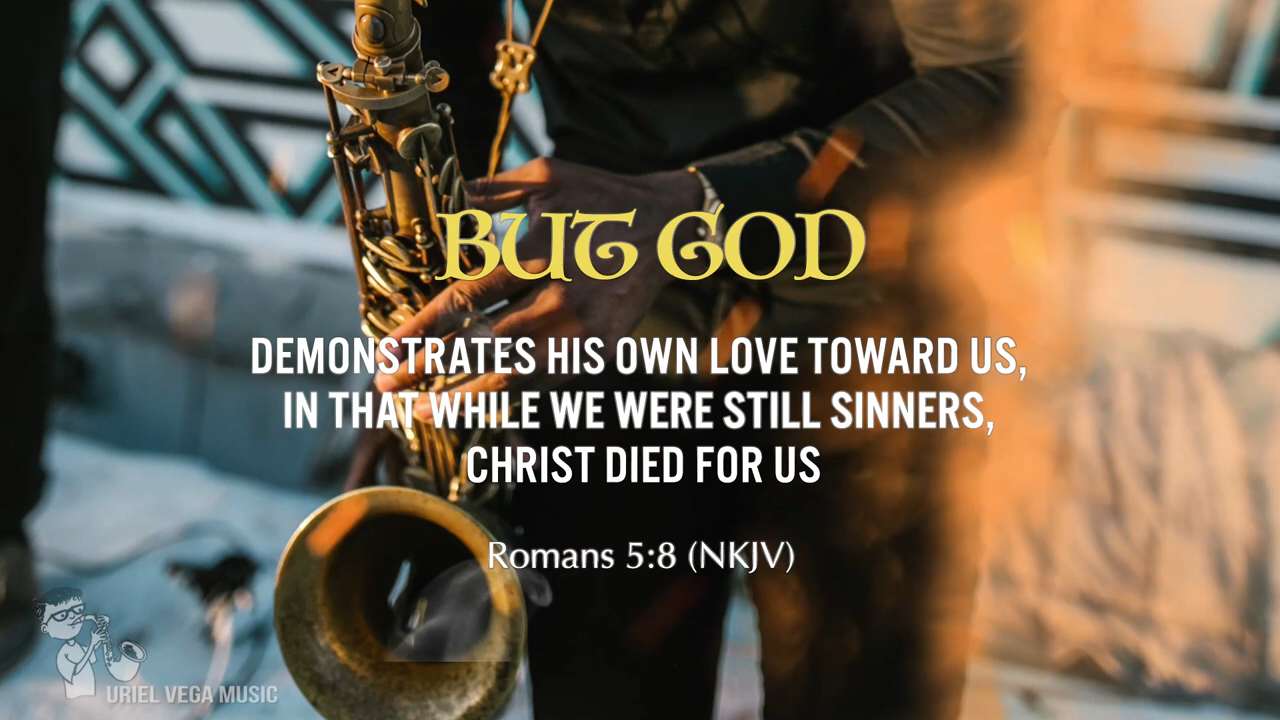 BUT GOD
DEMONSTRATES HIS OWN LOVE TOWARD US,
IN THAT WHILE WE WERE STILL SINNERS,
CHRIST DIED FOR US
Romans 5:8 (NKJV)
URIEL VEGA MUSIC